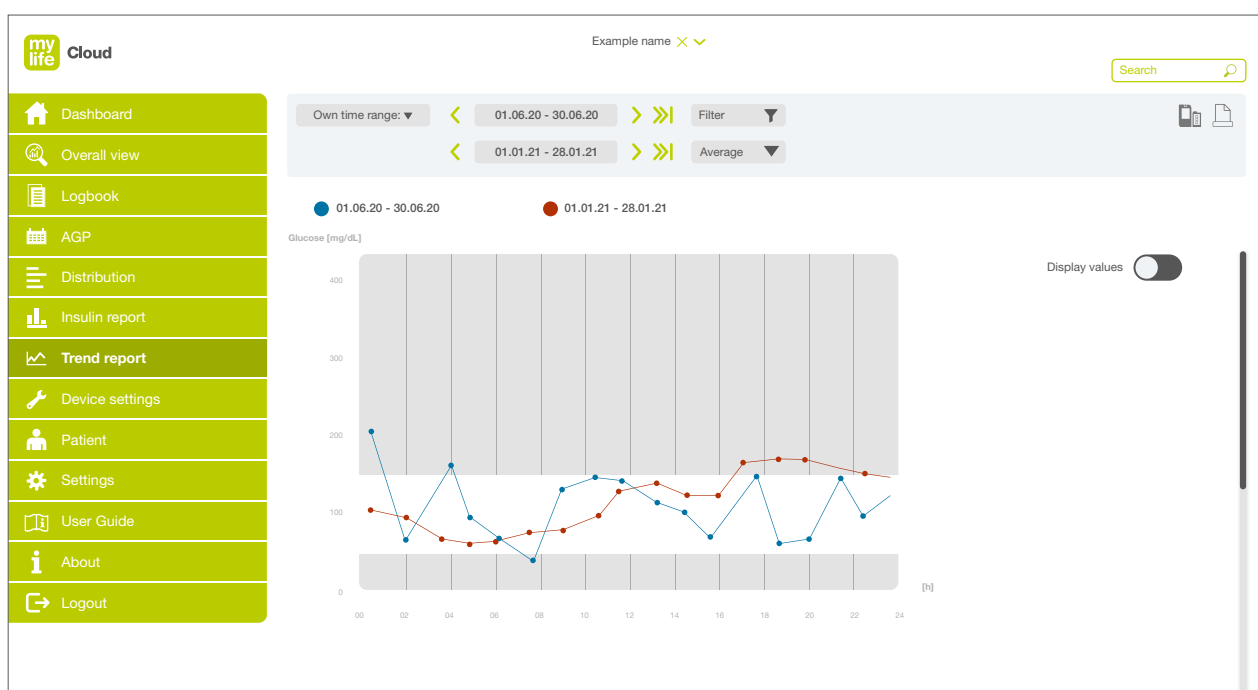 my
life
Cloud
Example name
Search
Dashboard
Overall view
Logbook
AGP
Distribution
Insulin report
Trend report
Device settings
Patient
Settings
User Guide
About
Logout
Own time range:
01.06.20 - 30.06.20
Filter
01.01.21 - 28.01.21
Average
01.06.20 - 30.06.20 01.01.21 - 28.01.21
Glucose [mg/dL]
Display values
400
300
200
100
0
[h]
00 02 04 06 08 10 12 14 16 18 20 22 24